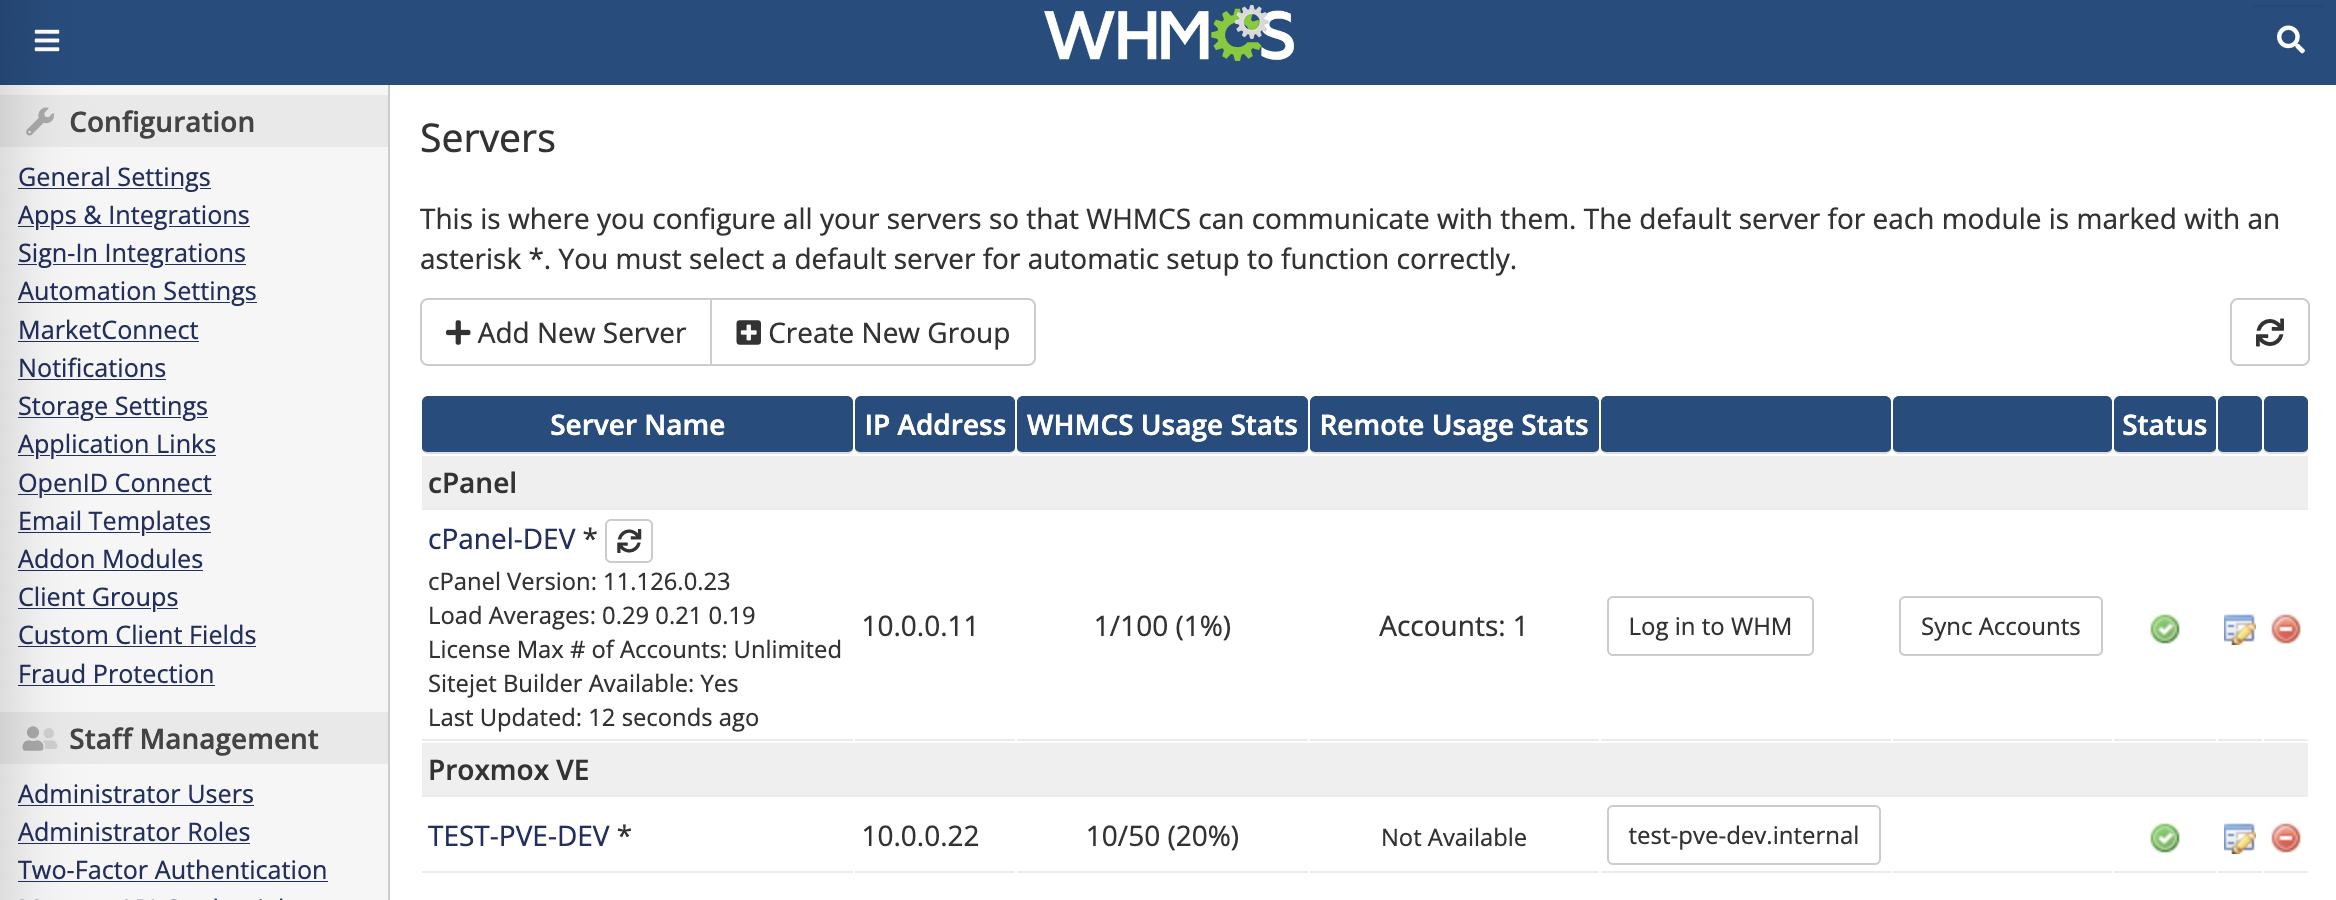 WHMCS
Configuration
General Settings
Apps & Integrations
Sign-In Integrations
Automation Settings
MarketConnect
Notifications
Storage Settings
Application Links
OpenID Connect
Email Templates
Addon Modules
Client Groups
Custom Client Fields
Fraud Protection
Staff Management
Administrator Users
Administrator Roles
Two-Factor Authentication
Servers
This is where you configure all your servers so that WHMCS can communicate with them. The default server for each module is marked with an
asterisk *. You must select a default server for automatic setup to function correctly.
Add New Server Create New Group
Server Name IP Address WHMCS Usage Stats Remote Usage Stats Status
cPanel
cPanel-DEV *
cPanel Version: 11.126.0.23
Load Averages: 0.29 0.21 0.19
License Max # of Accounts: Unlimited
Sitejet Builder Available: Yes
Last Updated: 12 seconds ago
10.0.0.11 1/100 (1%) Accounts: 1 Log in to WHM Sync Accounts
Proxmox VE
TEST-PVE-DEV * 10.0.0.22 10/50 (20%) Not Available test-pve-dev.internal